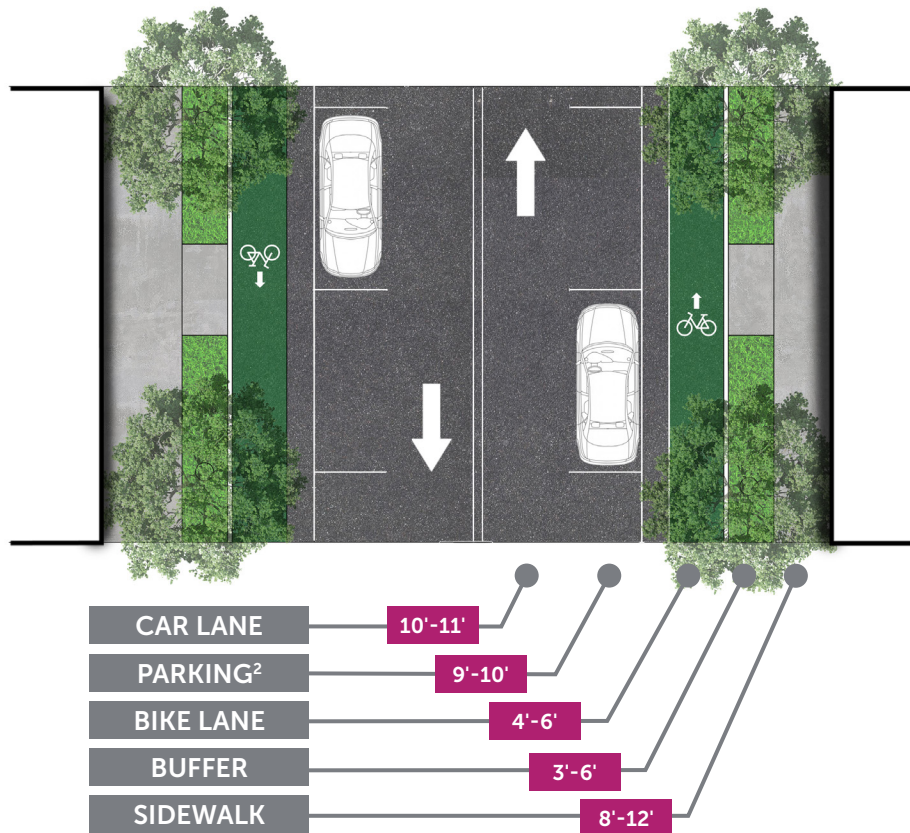 CAR LANE 10'-11'
PARKING² 9'-10'
BIKE LANE 4'-6'
BUFFER 3'-6'
SIDEWALK 8'-12'